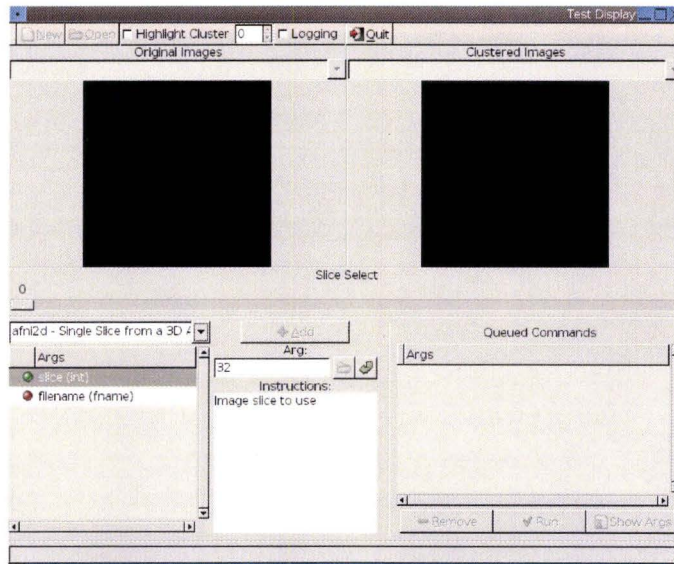 Test Display
New Open Highlight Cluster 0 Logging Quit
Original Images Clustered Images
Slice Select
0
afni2d - Single Slice from a 3D A
Add
Queued Commands
Args
Arg:
Args
slice (int)
32
filename (fname)
Instructions:
Image slice to use
Remove Run Show Args